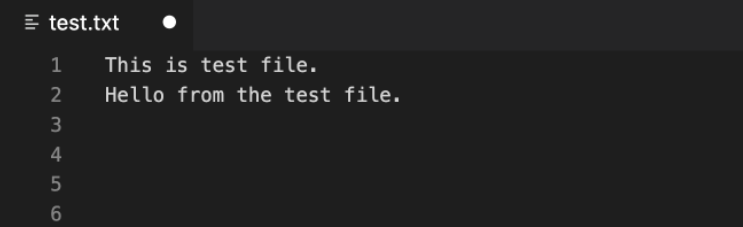 test.txt
1 This is test file.
2 Hello from the test file.
3
4
5
6